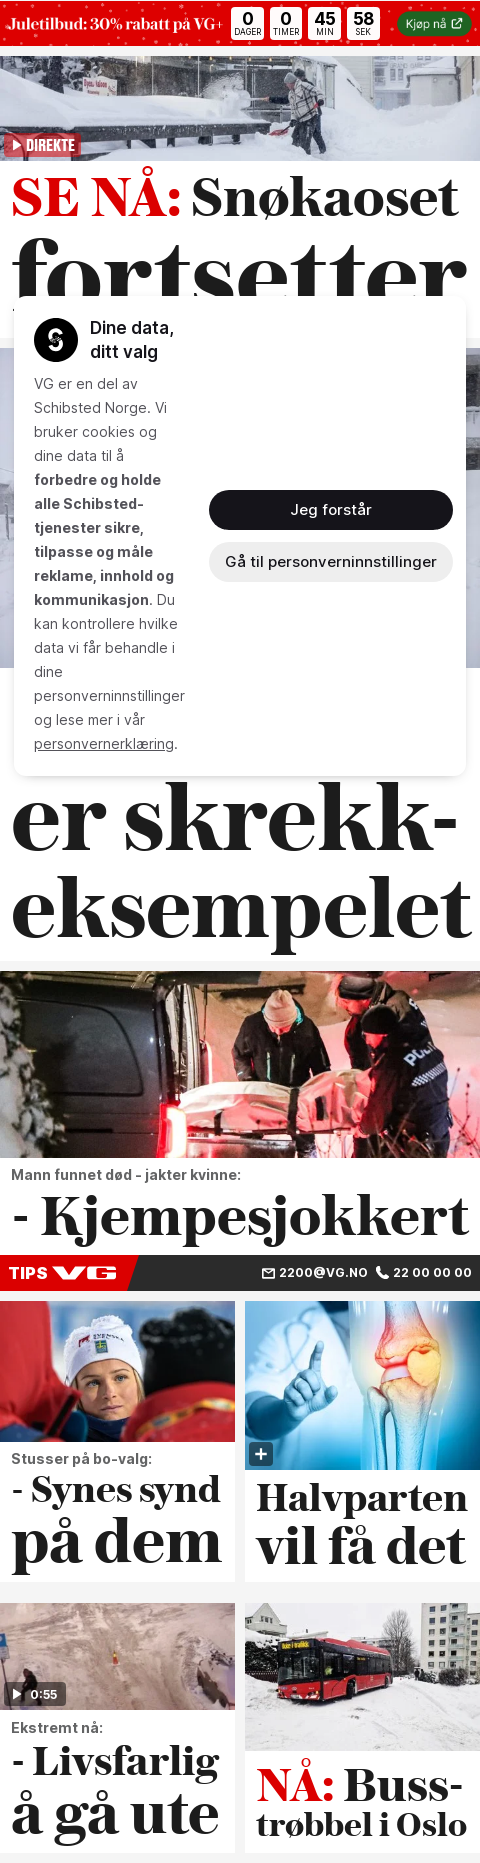 Juletilbud: 30% rabatt på VG+
0 0 45 58
DAGER TIMER MIN SEK
Kjøp nå
DIREKTE
SE NÅ: Snøkaoset
fortsetter
Dine data,
ditt valg
VG er en del av
Schibsted Norge. Vi
bruker cookies og
dine data til å
forbedre og holde
alle Schibsted-
tjenester sikre,
tilpasse og måle
reklame, innhold og
kommunikasjon. Du
kan kontrollere hvilke
data vi får behandle i
dine
personverninnstillinger
og lese mer i vår
personvernerklæring.
Jeg forstår
Gå til personverninnstillinger
er skrekk-
eksempelet
Mann funnet død - jakter kvinne:
- Kjempesjokkert
TIPS VG
2200@VG.NO 22 00 00 00
Stusser på bo-valg:
- Synes synd
på dem
Halvparten
vil få det
0:55
Ekstremt nå:
- Livsfarlig
å gå ute
NÅ: Buss-
trøbbel i Oslo